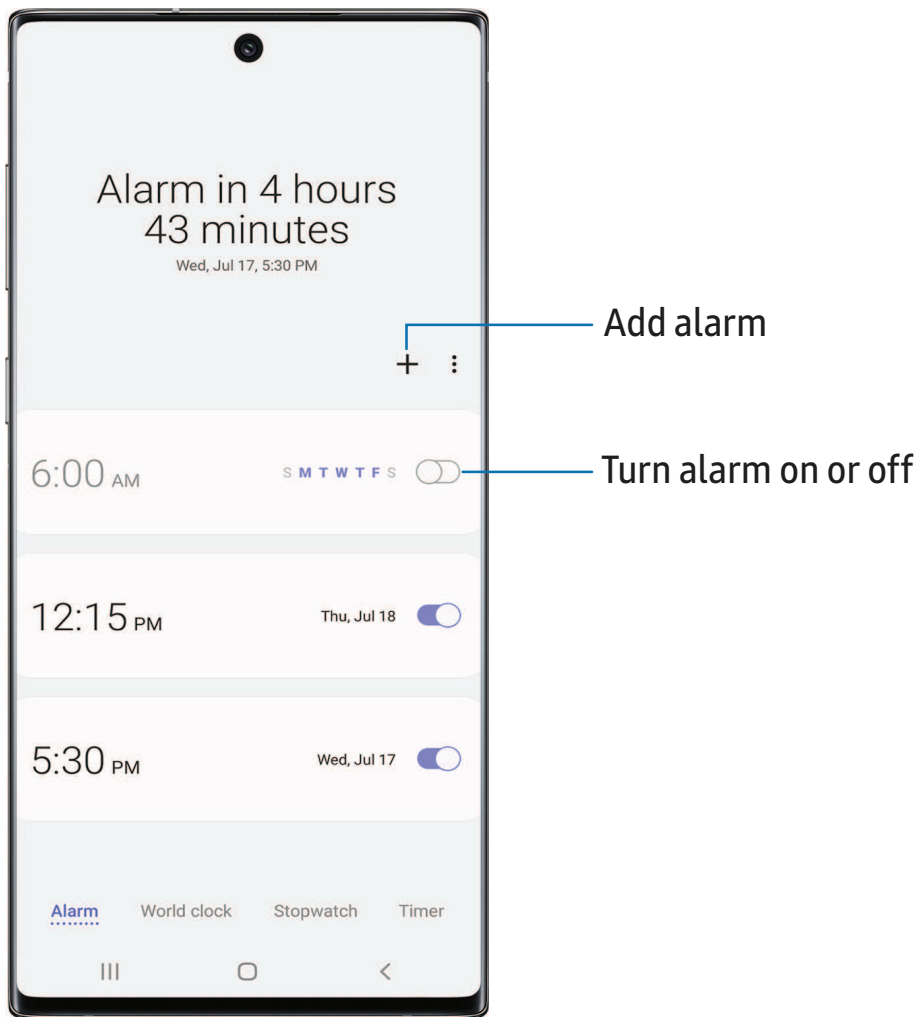 Alarm in 4 hours
43 minutes
Wed, Jul 17, 5:30 PM
Add alarm
6:00 AM S M T W T F S
Turn alarm on or off
12:15 PM Thu, Jul 18
5:30 PM Wed, Jul 17
Alarm World clock Stopwatch Timer